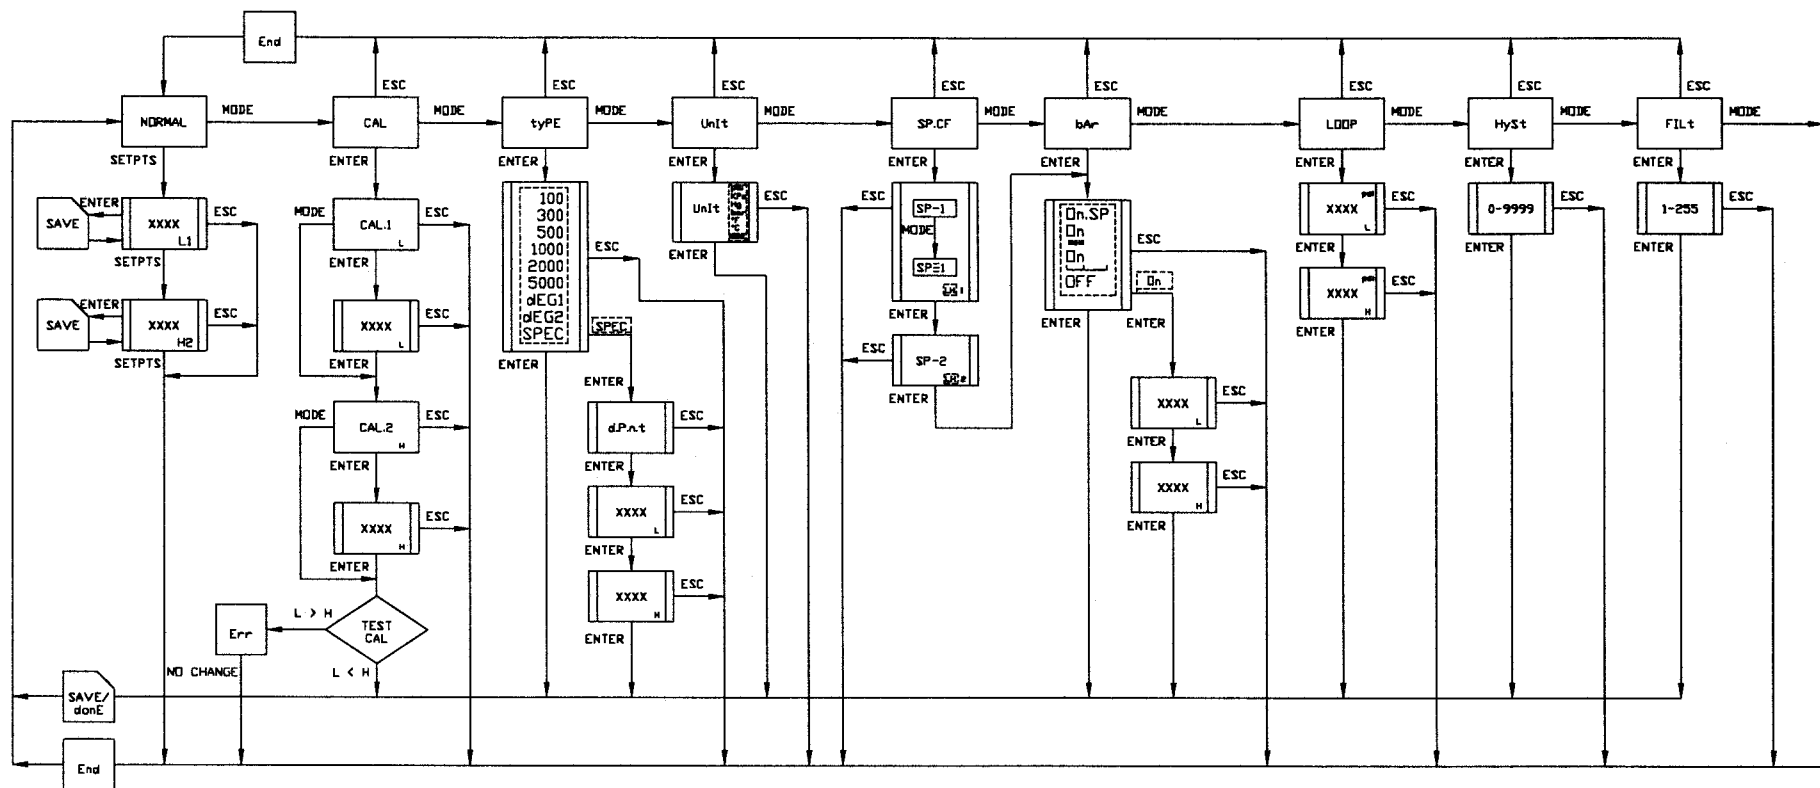 End
ESC ESC ESC ESC ESC ESC ESC ESC
NORMAL MODE CAL MODE tyPE MODE UnIt MODE SP.CF MODE bAr MODE LOOP MODE HySt MODE FILt MODE
SETPTS ENTER ENTER ENTER ENTER ENTER ENTER ENTER ENTER
SAVE
ENTER
XXXX
L1
ESC
SETPTS
SAVE
ENTER
XXXX
H2
ESC
SETPTS
MODE
CAL.1
L
ESC
ENTER
XXXX
L
ESC
ENTER
MODE
CAL.2
H
ESC
ENTER
XXXX
H
ESC
ENTER
TEST
CAL
L > H
Err
NO CHANGE
L < H
100
300
500
1000
2000
5000
dEG1
dEG2
SPEC
ESC
SPEC
ENTER
ENTER
d.P.n.t
ESC
ENTER
XXXX
L
ESC
ENTER
XXXX
H
ESC
ENTER
UnIt
ESC
ENTER
ESC
SP-1
MODE
1
ENTER
ESC
SP-2
2
ENTER
On.SP
On
On
OFF
ESC
On
ENTER
ENTER
XXXX
L
ESC
ENTER
XXXX
H
ESC
ENTER
XXXX
L
ESC
ENTER
XXXX
H
ESC
ENTER
0-9999
ESC
ENTER
1-255
ESC
ENTER
SAVE/
donE
End